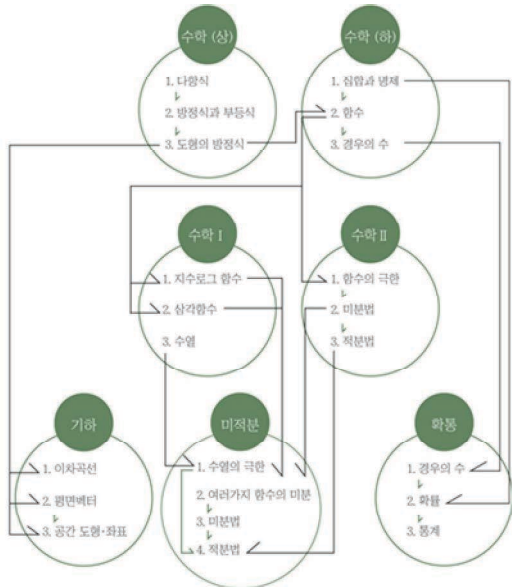 수학 (상)
1. 다항식
2. 방정식과 부등식
3. 도형의 방정식
수학 (하)
1. 집합과 명제
2. 함수
3. 경우의 수
수학 I
1. 지수로그 함수
2. 삼각함수
3. 수열
수학 II
1. 함수의 극한
2. 미분법
3. 적분법
기하
1. 이차곡선
2. 평면벡터
3. 공간 도형·좌표
미적분
1. 수열의 극한
2. 여러가지 함수의 미분
3. 미분법
4. 적분법
확통
1. 경우의 수
2. 확률
3. 통계